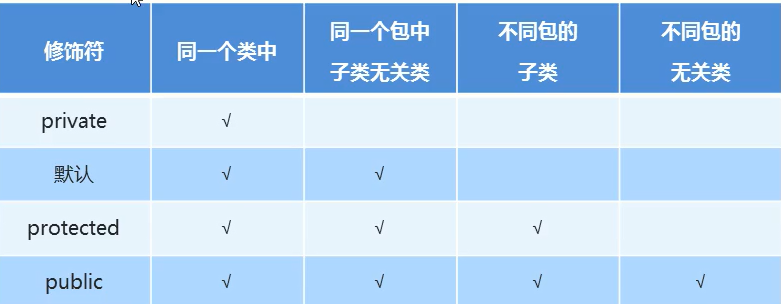 修饰符 同一个类中 同一个包中 不同包的 不同包的
子类无关类 子类 无关类
private √
默认 √ √
protected √ √ √
public √ √ √ √